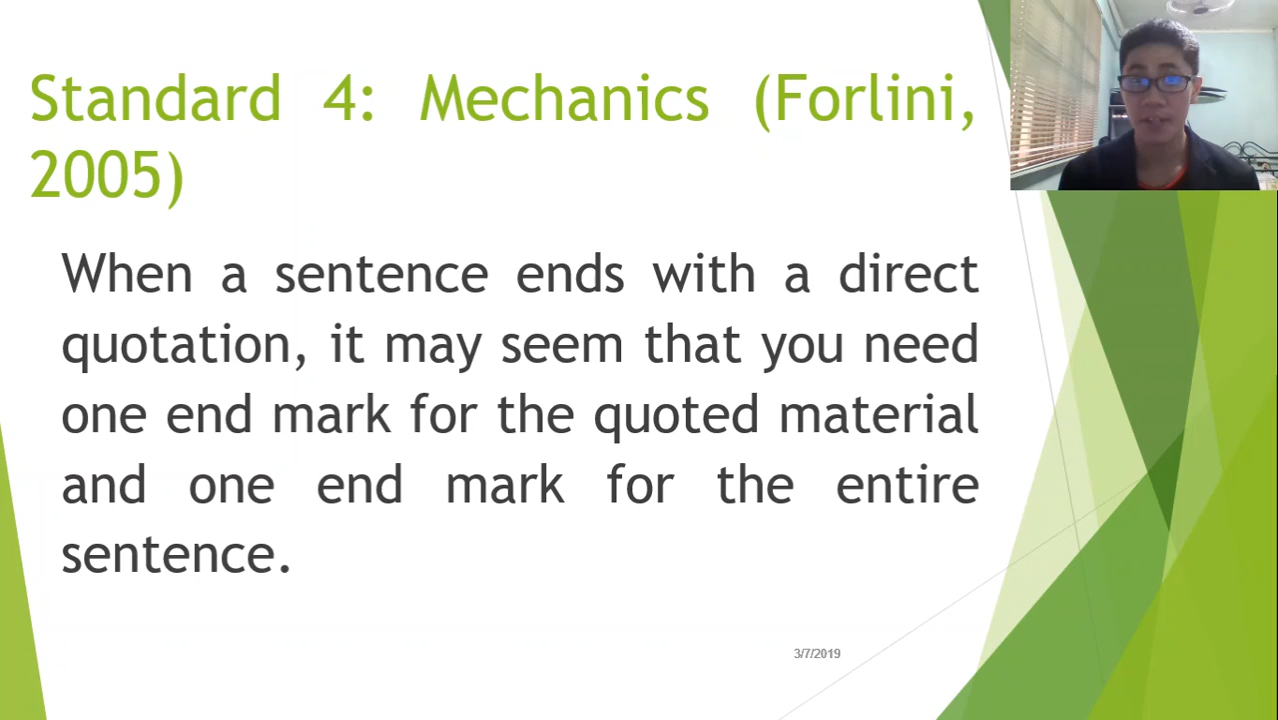 Standard 4: Mechanics (Forlini,
2005)
When a sentence ends with a direct
quotation, it may seem that you need
one end mark for the quoted material
and one end mark for the entire
sentence.
3/7/2019